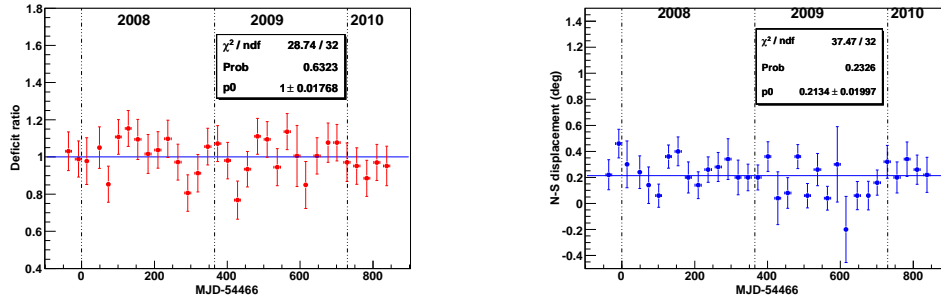 2008 2009 2010
χ² / ndf 28.74 / 32
Prob 0.6323
p0 1 ± 0.01768
Deficit ratio
1.8
1.6
1.4
1.2
1
0.8
0.6
0.4
0 200 400 600 800
MJD-54466
2008 2009 2010
χ² / ndf 37.47 / 32
Prob 0.2326
p0 0.2134 ± 0.01997
N-S displacement (deg)
1.4
1.2
1
0.8
0.6
0.4
0.2
0
-0.2
-0.4
0 200 400 600 800
MJD-54466